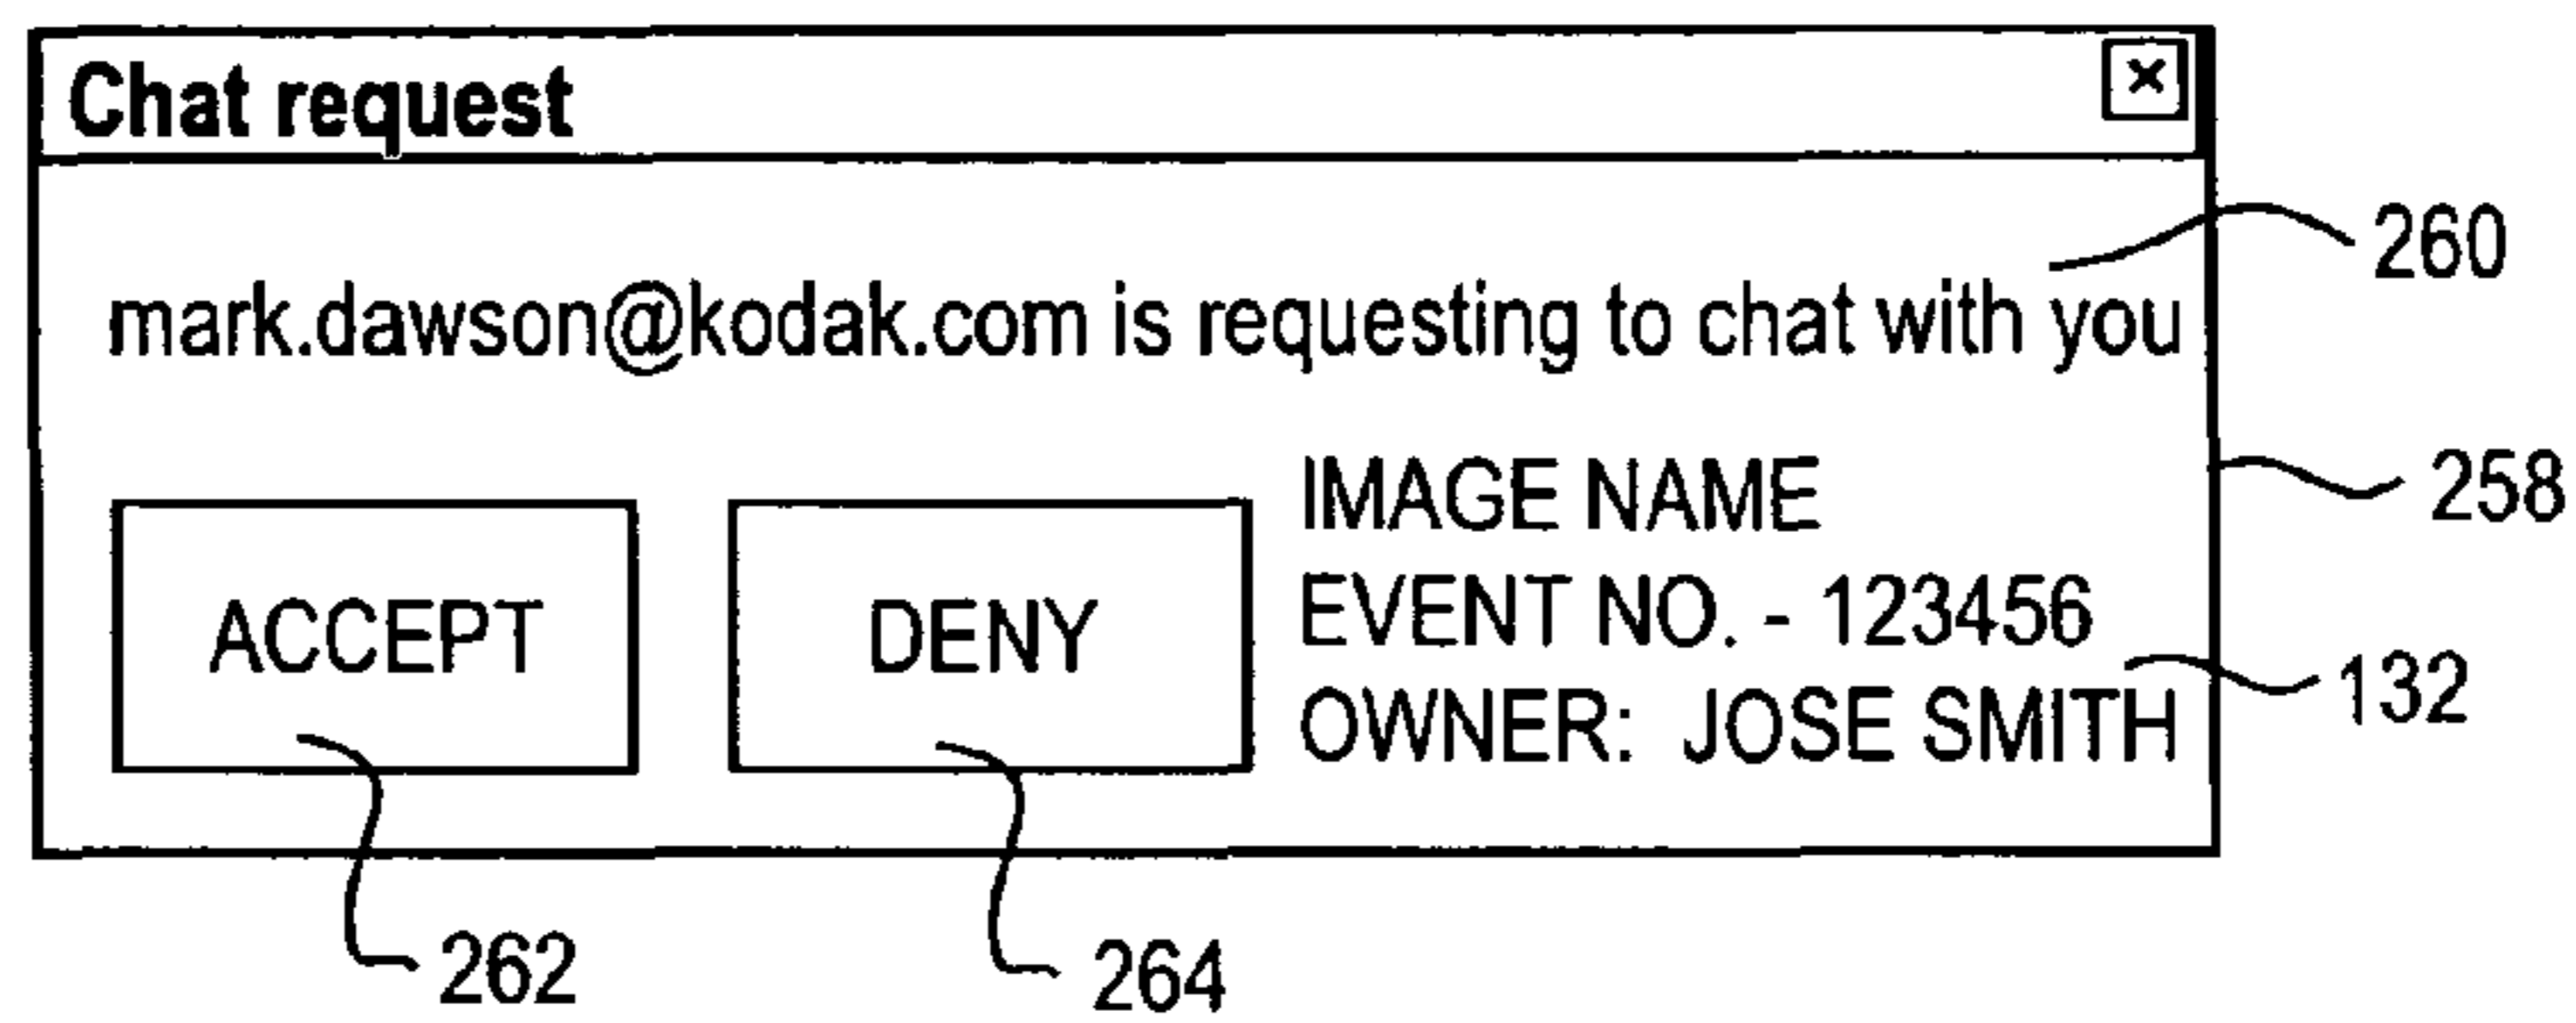 Chat request ×
260
mark.dawson@kodak.com is requesting to chat with you
258
IMAGE NAME
EVENT NO. - 123456
ACCEPT DENY
132
OWNER: JOSE SMITH
262 264